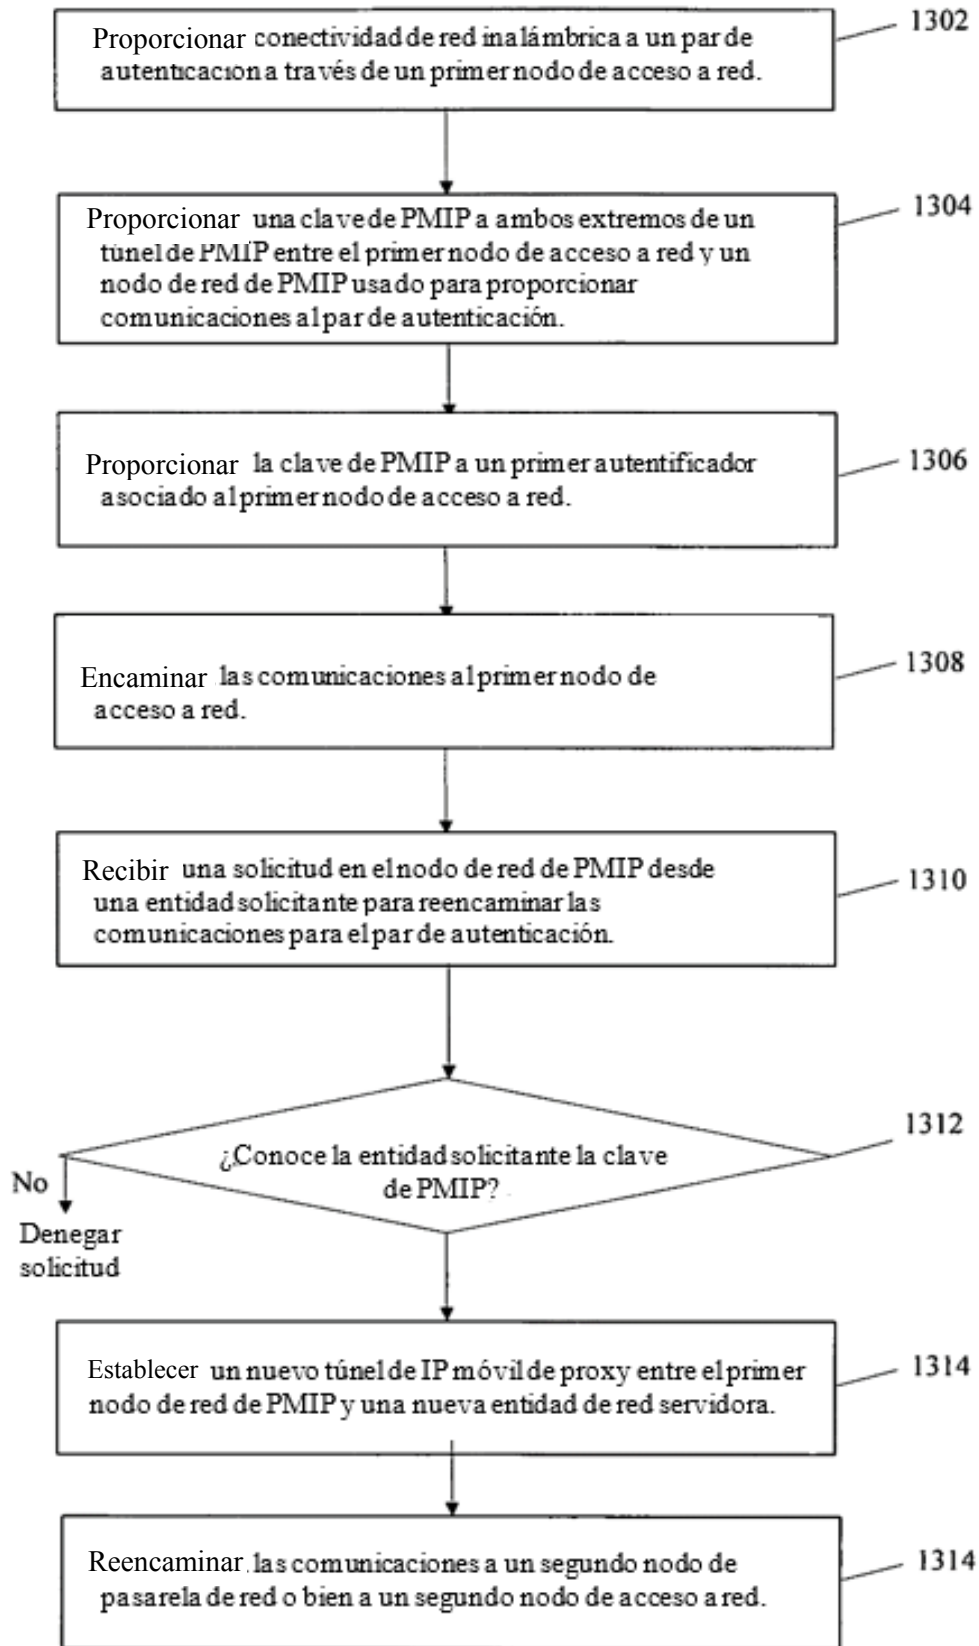 Proporcionar conectividad de red inalámbrica a un par de
autenticación a través de un primer nodo de acceso a red.
1302
Proporcionar una clave de PMIP a ambos extremos de un
túnel de PMIP entre el primer nodo de acceso a red y un
nodo de red de PMIP usado para proporcionar
comunicaciones al par de autenticación.
1304
Proporcionar la clave de PMIP a un primer autentificador
asociado al primer nodo de acceso a red.
1306
Encaminar las comunicaciones al primer nodo de
acceso a red.
1308
Recibir una solicitud en el nodo de red de PMIP desde
una entidad solicitante para reencaminar las
comunicaciones para el par de autenticación.
1310
¿Conoce la entidad solicitante la clave
de PMIP?
1312
No
Denegar
solicitud
Establecer un nuevo túnel de IP móvil de proxy entre el primer
nodo de red de PMIP y una nueva entidad de red servidora.
1314
Reencaminar las comunicaciones a un segundo nodo de
pasarela de red o bien a un segundo nodo de acceso a red.
1314